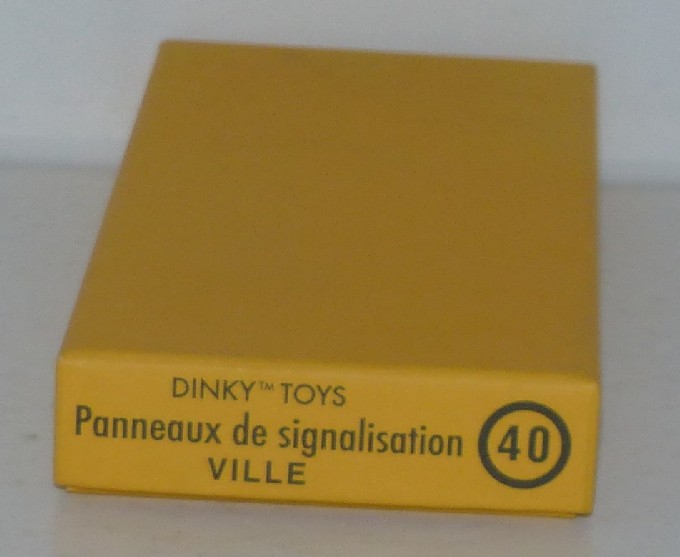 DINKY™ TOYS
Panneaux de signalisation
VILLE
40